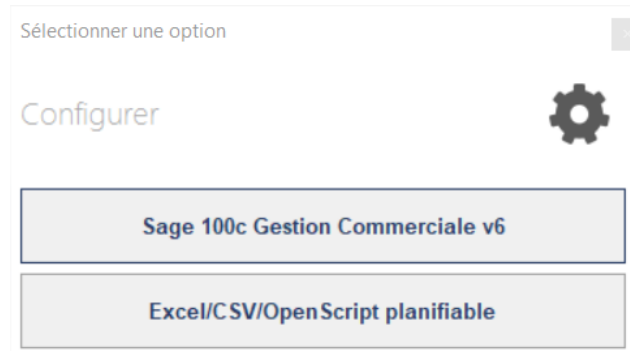 Sélectionner une option
Configurer
Sage 100c Gestion Commerciale v6
Excel/CSV/OpenScript planifiable